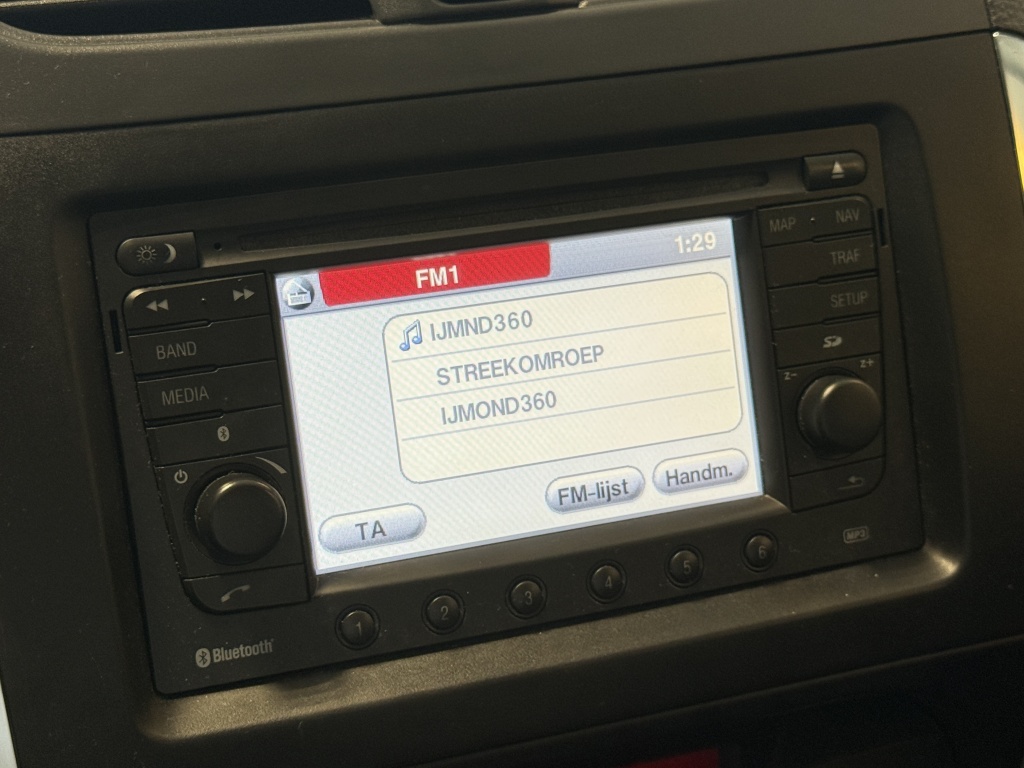 FM1
1:29
IJMND360
STREEKOMROEP
IJMOND360
TA
FM-lijst
Handm.
BAND
MEDIA
MAP
NAV
TRAF
SETUP
z-
z+
1
2
3
4
5
6
MP3
Bluetooth